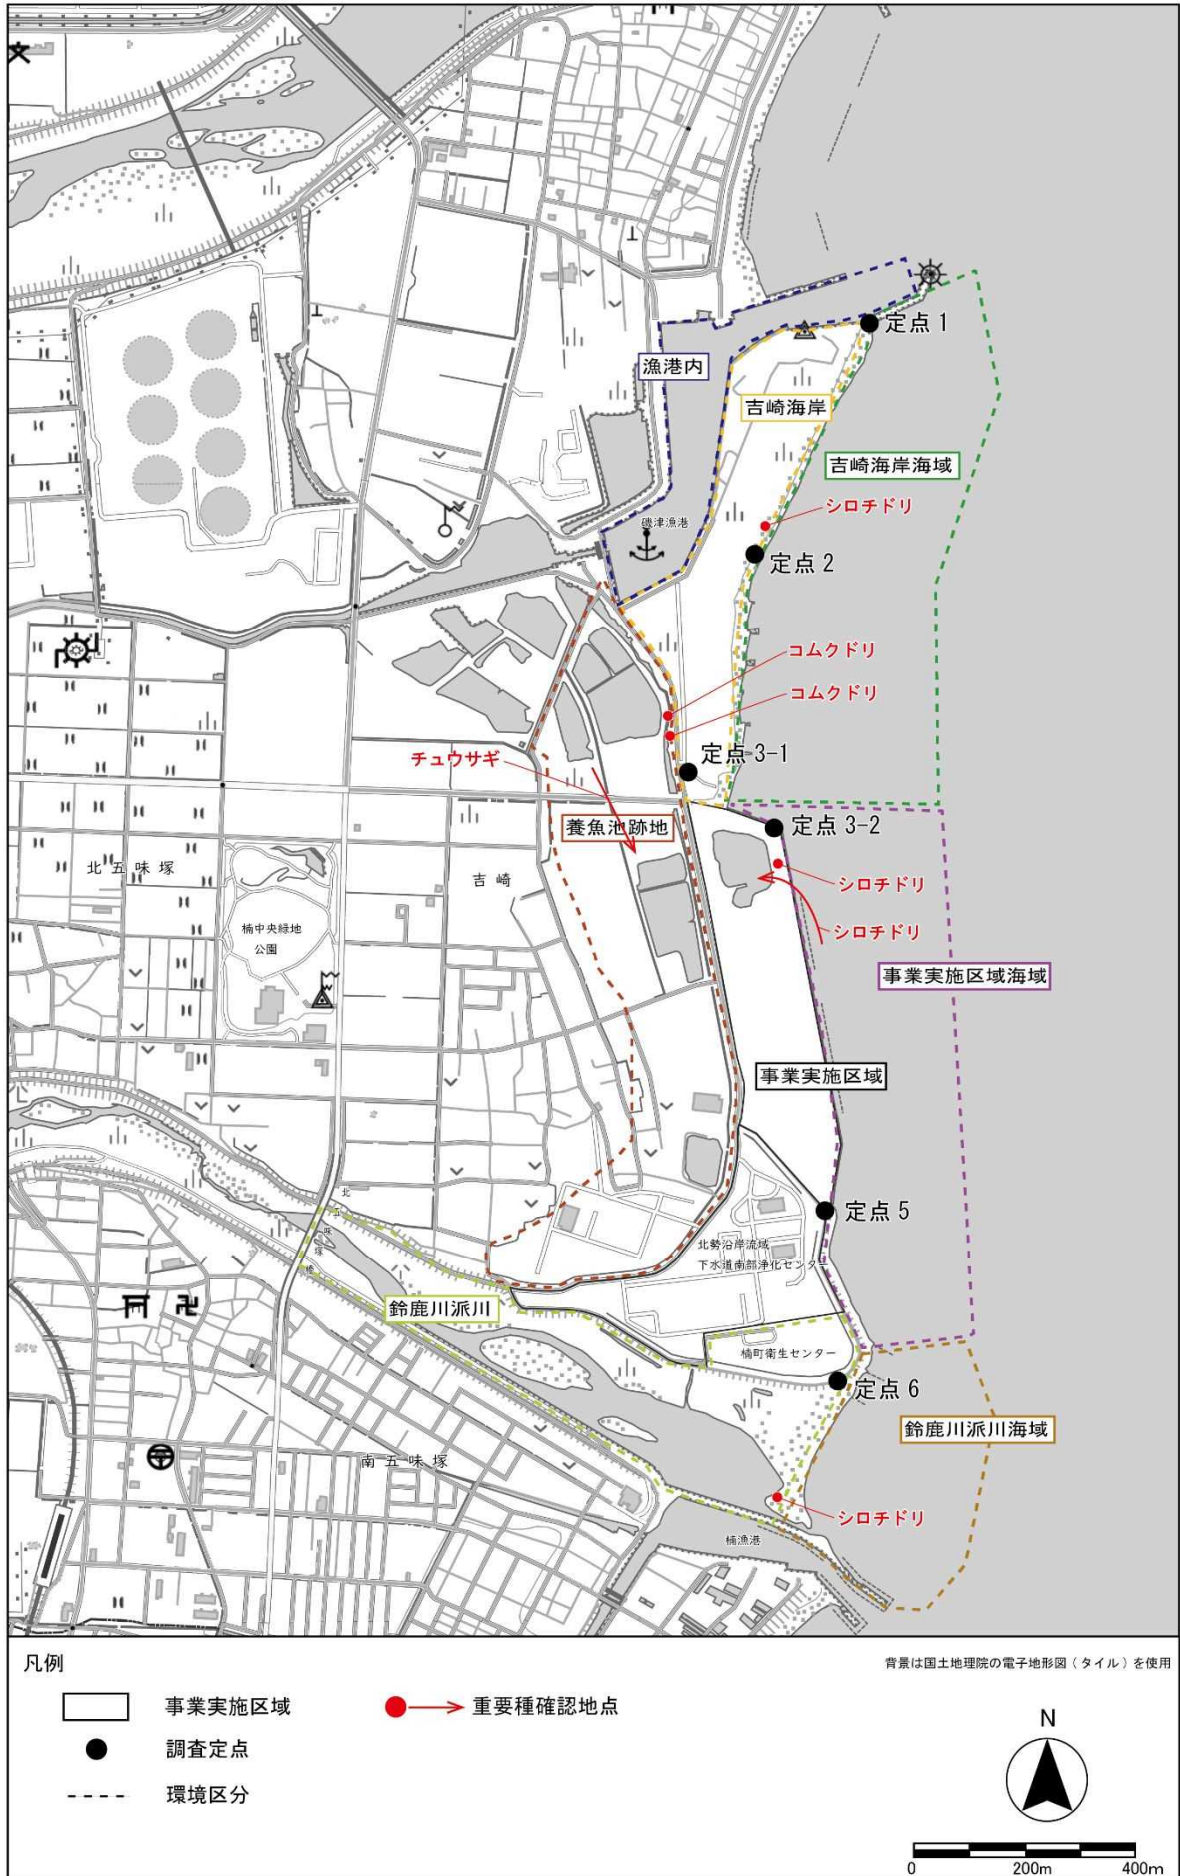 定点 1
漁港内
吉崎海岸
吉崎海岸海域
シロチドリ
磯津漁港
定点 2
コムクドリ
コムクドリ
チュウサギ
定点 3-1
養魚池跡地
定点 3-2
北五味塚
吉崎
シロチドリ
楠中央緑地
公園
シロチドリ
事業実施区域海域
事業実施区域
北五味塚橋
定点 5
北勢沿岸流域
下水道南部浄化センター
鈴鹿川派川
楠町衛生センター
定点 6
鈴鹿川派川海域
南五味塚
シロチドリ
楠漁港
凡例
背景は国土地理院の電子地形図（タイル）を使用
事業実施区域
重要種確認地点
調査定点
環境区分
N
0 200m 400m